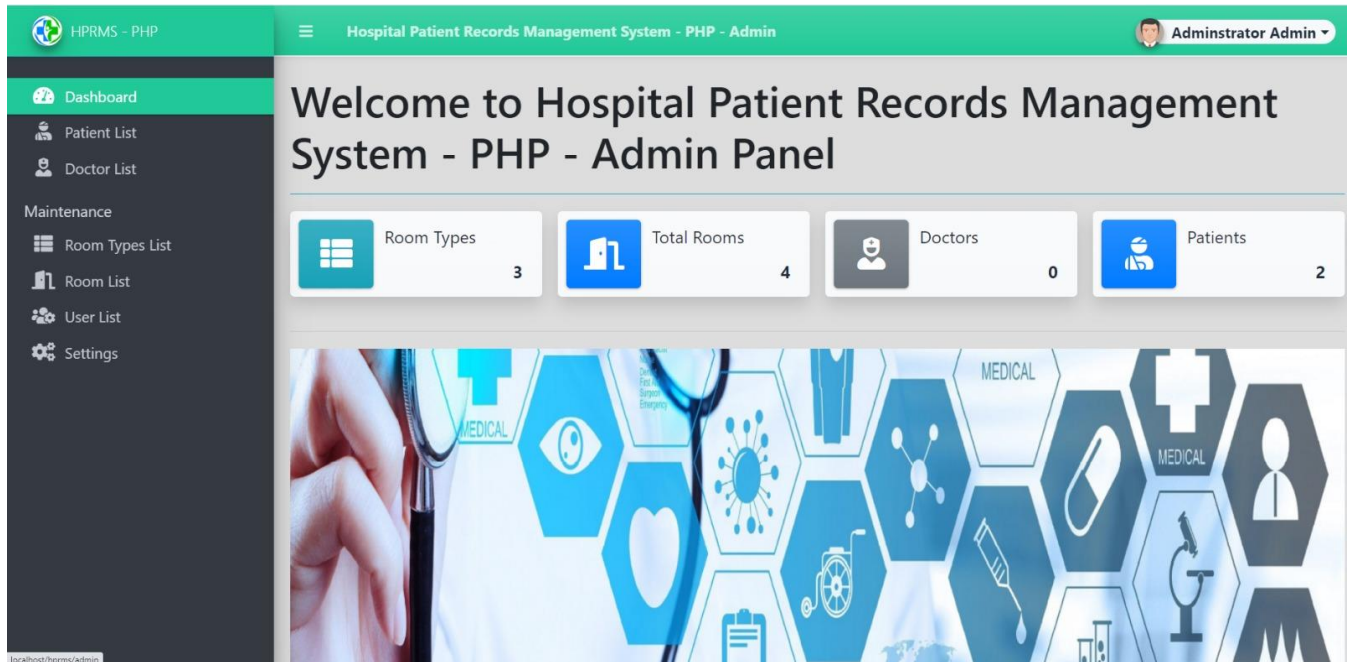 HPRMS - PHP
Hospital Patient Records Management System - PHP - Admin
Adminstrator Admin
Dashboard
Patient List
Doctor List
Maintenance
Room Types List
Room List
User List
Settings
Welcome to Hospital Patient Records Management
System - PHP - Admin Panel
Room Types
3
Total Rooms
4
Doctors
0
Patients
2
MEDICAL
Surgeon
Emergency
MEDICAL
MEDICAL
localhost/hprms/admin